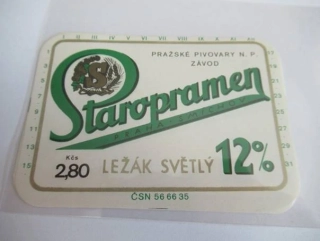 PRAŽSKÉ PIVOVARY N. P.
ZÁVOD
Staropramen
Kčs
2,80
LEŽÁK SVĚTLÝ 12%
ČSN 56 66 35